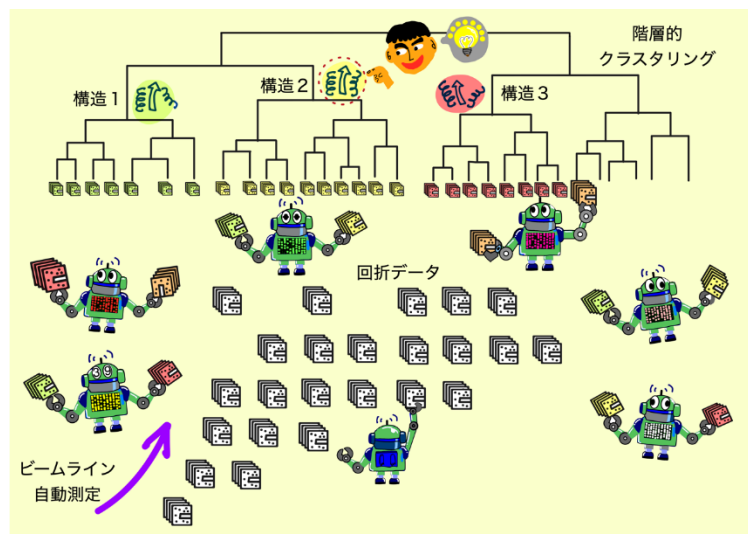 階層的
クラスタリング
構造1
構造2
構造3
回折データ
ビームライン
自動測定